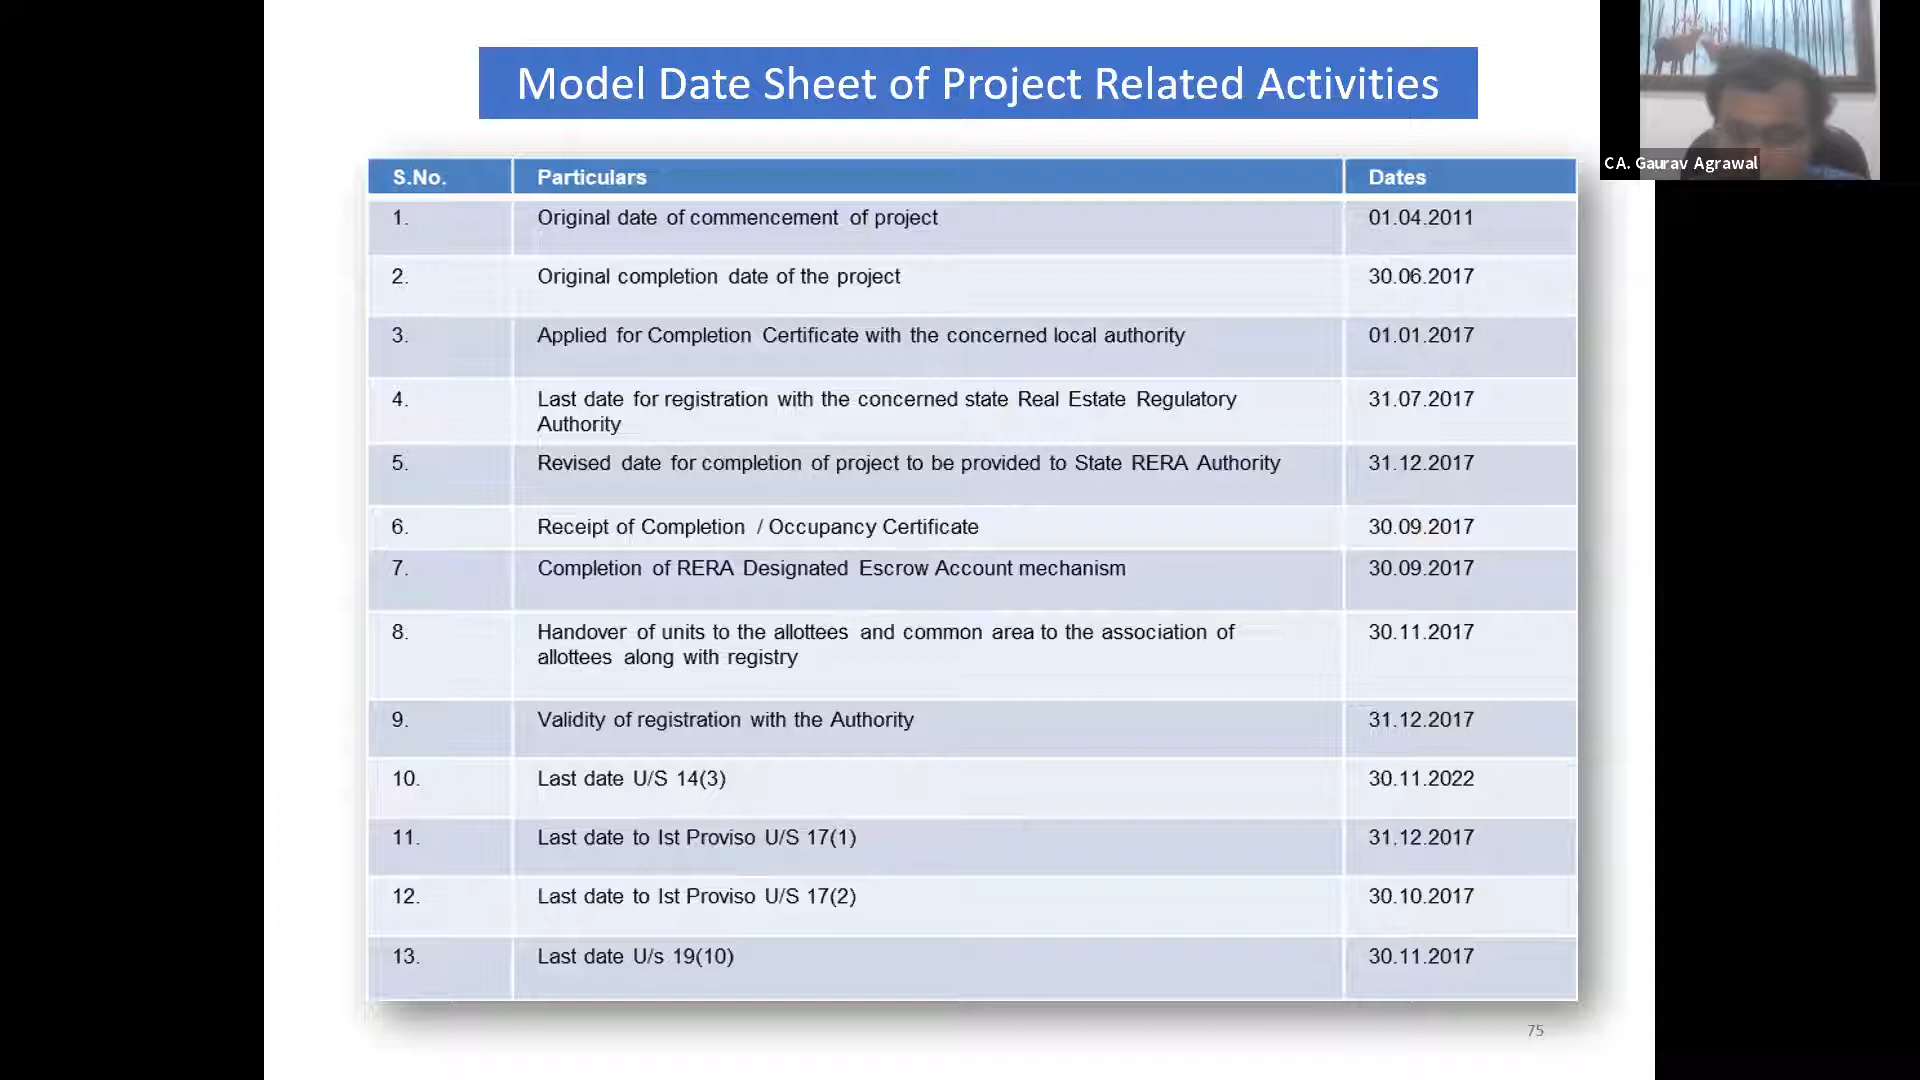 Model Date Sheet of Project Related Activities
CA. Gaurav Agrawal
S.No. Particulars Dates
1. Original date of commencement of project 01.04.2011
2. Original completion date of the project 30.06.2017
3. Applied for Completion Certificate with the concerned local authority 01.01.2017
4. Last date for registration with the concerned state Real Estate Regulatory 31.07.2017
Authority
5. Revised date for completion of project to be provided to State RERA Authority 31.12.2017
6. Receipt of Completion / Occupancy Certificate 30.09.2017
7. Completion of RERA Designated Escrow Account mechanism 30.09.2017
8. Handover of units to the allottees and common area to the association of 30.11.2017
allottees along with registry
9. Validity of registration with the Authority 31.12.2017
10. Last date U/S 14(3) 30.11.2022
11. Last date to Ist Proviso U/S 17(1) 31.12.2017
12. Last date to Ist Proviso U/S 17(2) 30.10.2017
13. Last date U/s 19(10) 30.11.2017
75